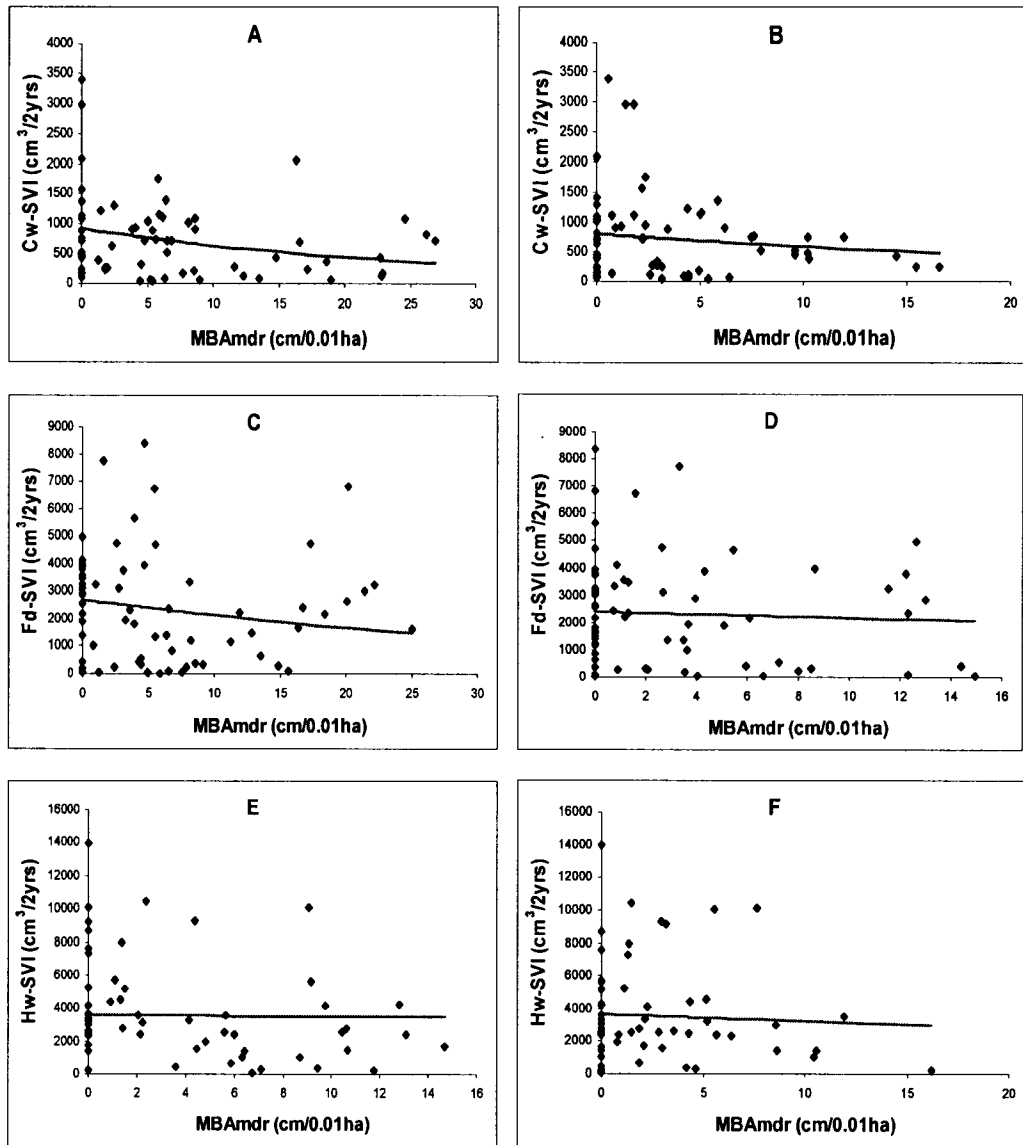 A
Cw-SVI (cm³/2yrs)
4000
3500
3000
2500
2000
1500
1000
500
0
0 5 10 15 20 25 30
MBAmdr (cm/0.01ha)
B
Cw-SVI (cm³/2yrs)
4000
3500
3000
2500
2000
1500
1000
500
0
0 5 10 15 20
MBAmdr (cm/0.01ha)
C
Fd-SVI (cm³/2yrs)
9000
8000
7000
6000
5000
4000
3000
2000
1000
0
0 5 10 15 20 25 30
MBAmdr (cm/0.01ha)
D
Fd-SVI (cm³/2yrs)
9000
8000
7000
6000
5000
4000
3000
2000
1000
0
0 2 4 6 8 10 12 14 16
MBAmdr (cm/0.01ha)
E
Hw-SVI (cm³/2yrs)
16000
14000
12000
10000
8000
6000
4000
2000
0
0 2 4 6 8 10 12 14 16
MBAmdr (cm/0.01ha)
F
Hw-SVI (cm³/2yrs)
16000
14000
12000
10000
8000
6000
4000
2000
0
0 5 10 15 20
MBAmdr (cm/0.01ha)